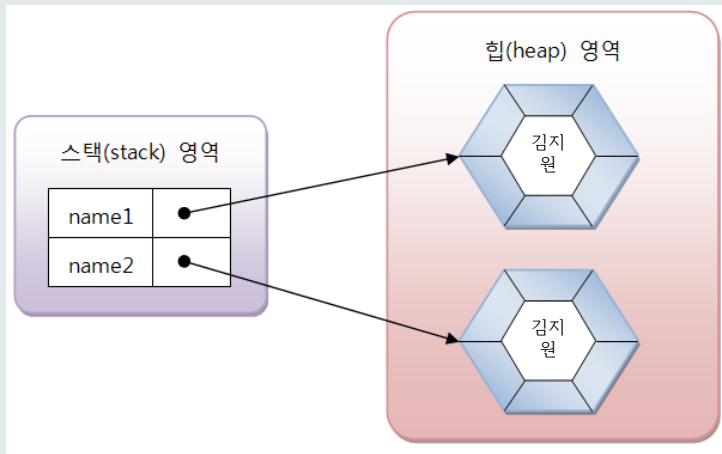 힙(heap) 영역
김지
원
스택(stack) 영역
name1
name2
김지
원